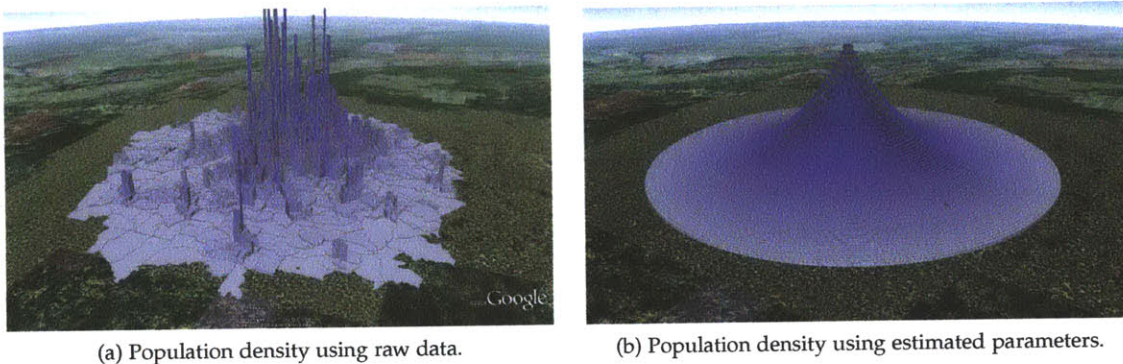 Google
(a) Population density using raw data.
(b) Population density using estimated parameters.